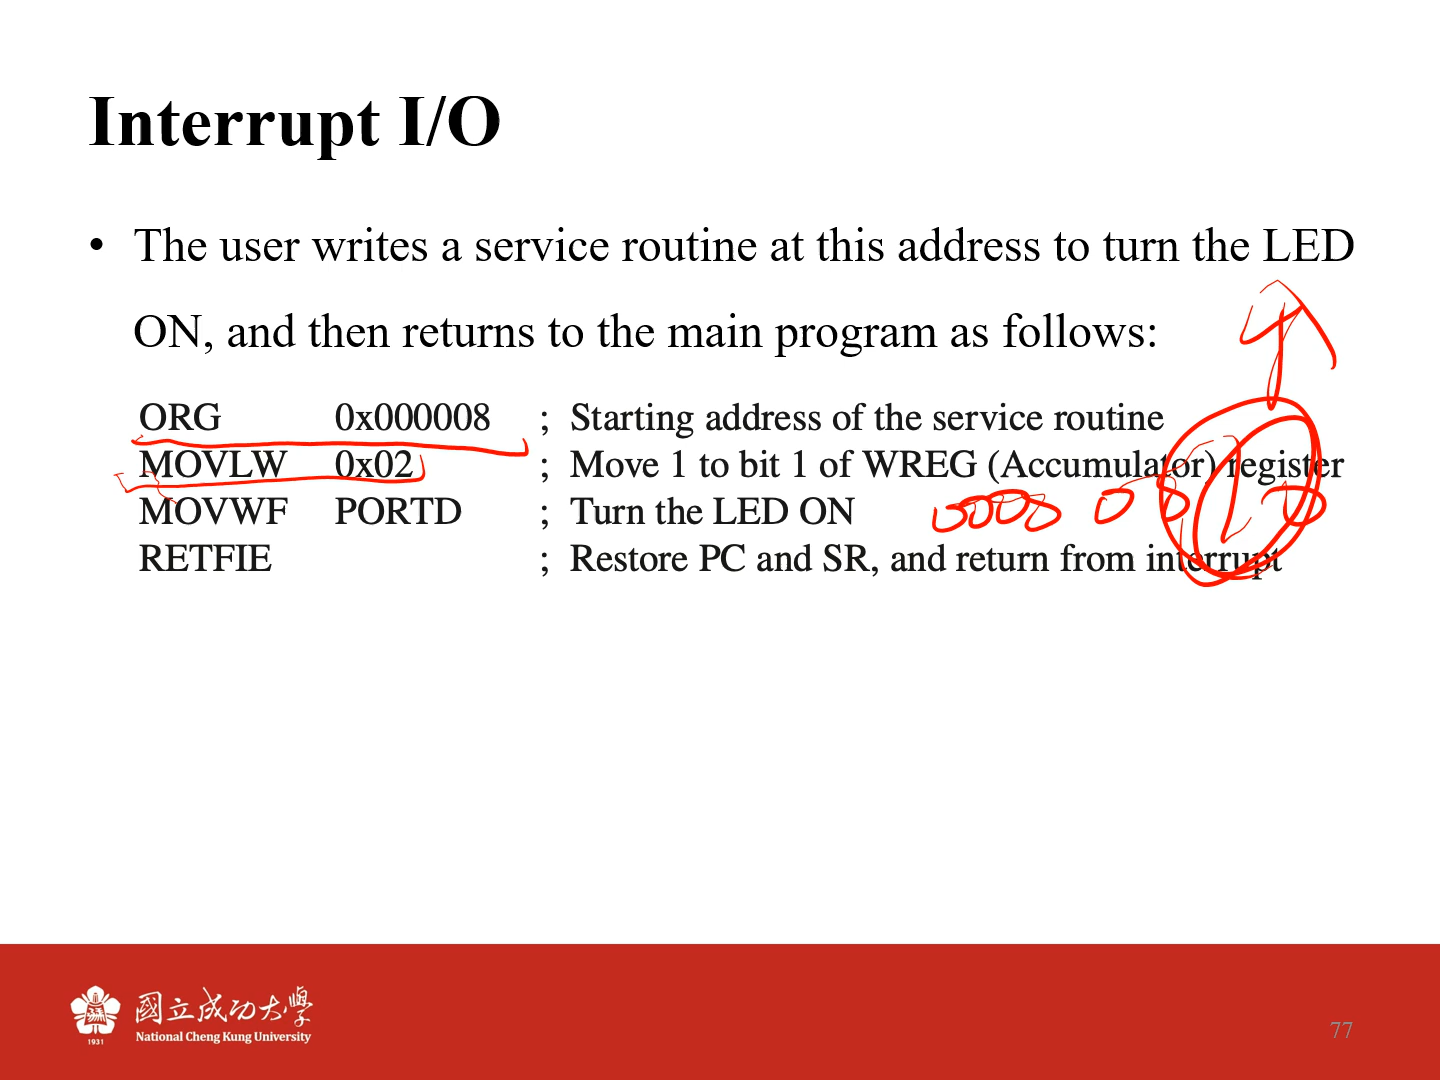 Interrupt I/O
• The user writes a service routine at this address to turn the LED
ON, and then returns to the main program as follows:
ORG 0x000008 ; Starting address of the service routine
MOVLW 0x02 ; Move 1 to bit 1 of WREG (Accumulator) register
MOVWF PORTD ; Turn the LED ON
0000 0010
RETFIE ; Restore PC and SR, and return from interrupt
國立成功大學
National Cheng Kung University
1931
77